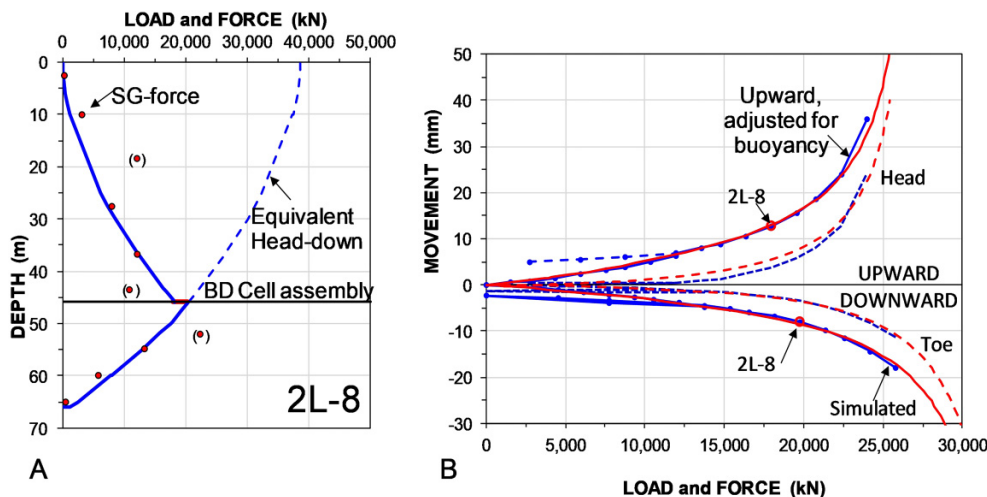 LOAD and FORCE (kN)
0 10,000 20,000 30,000 40,000 50,000
0
10
20
30
40
50
60
70
DEPTH (m)
SG-force
(•)
Equivalent
Head-down
(•)
BD Cell assembly
(•)
2L-8
A
50
40
30
20
10
0
-10
-20
-30
MOVEMENT (mm)
Upward,
adjusted for
buoyancy
2L-8
Head
UPWARD
DOWNWARD
Toe
2L-8
Simulated
0 5,000 10,000 15,000 20,000 25,000 30,000
B
LOAD and FORCE (kN)